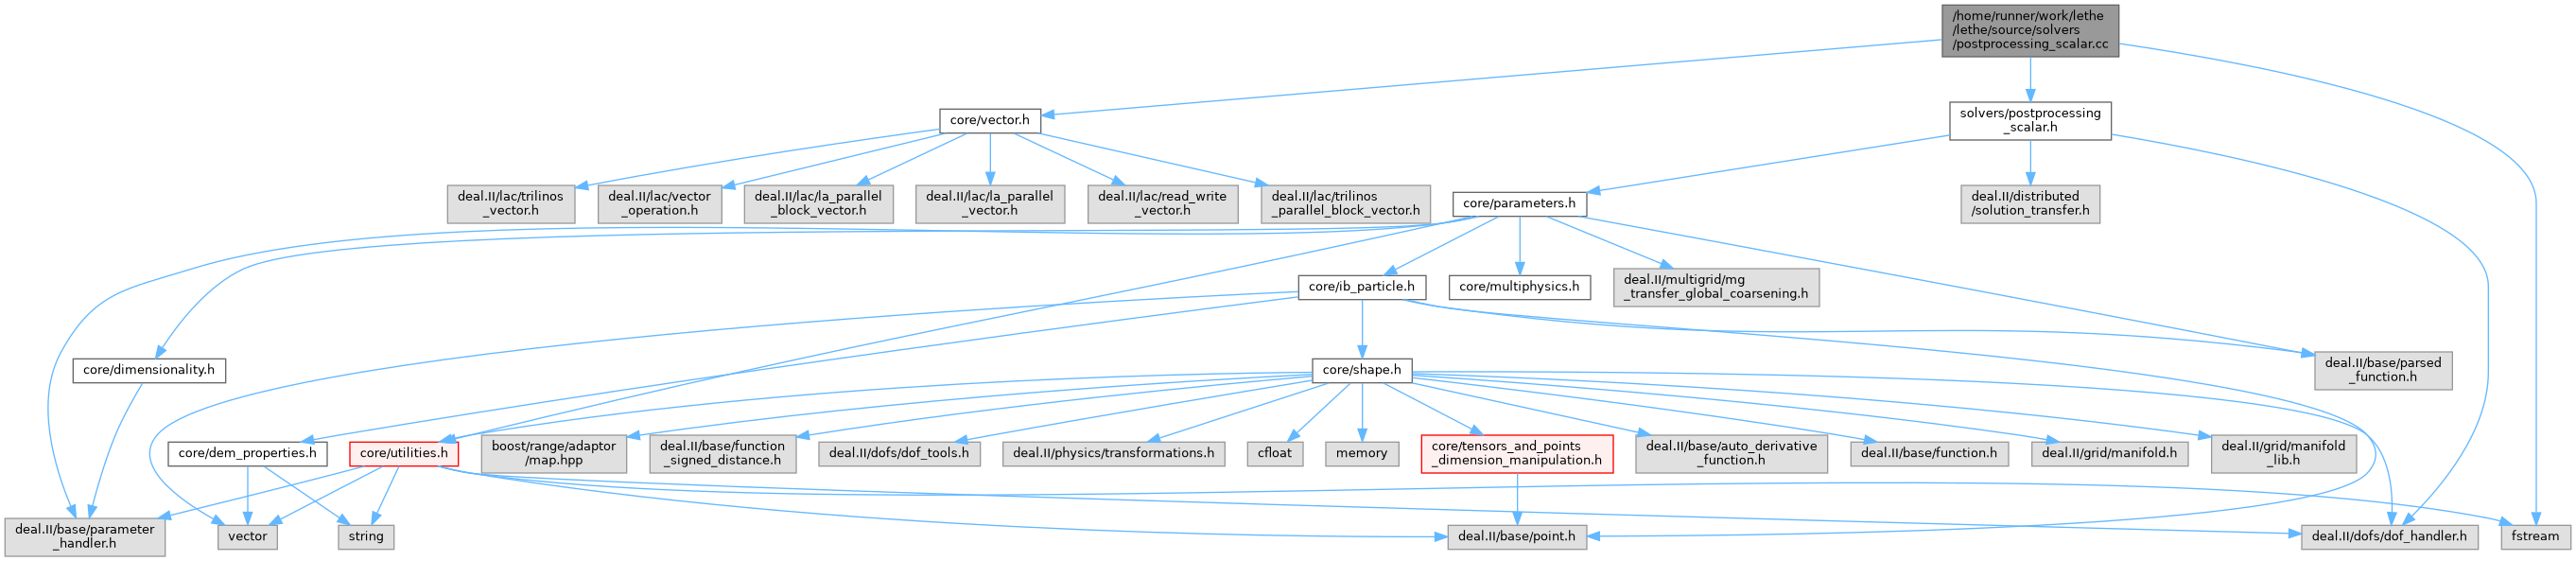 /home/runner/work/lethe
/lethe/source/solvers
/postprocessing_scalar.cc
core/vector.h
solvers/postprocessing
_scalar.h
deal.II/lac/trilinos
_vector.h
deal.II/lac/vector
_operation.h
deal.II/lac/la_parallel
_block_vector.h
deal.II/lac/la_parallel
_vector.h
deal.II/lac/read_write
_vector.h
deal.II/lac/trilinos
_parallel_block_vector.h
core/parameters.h
deal.II/distributed
/solution_transfer.h
core/ib_particle.h
core/multiphysics.h
deal.II/multigrid/mg
_transfer_global_coarsening.h
core/dimensionality.h
core/shape.h
deal.II/base/parsed
_function.h
core/dem_properties.h
core/utilities.h
boost/range/adaptor
/map.hpp
deal.II/base/function
_signed_distance.h
deal.II/dofs/dof_tools.h
deal.II/physics/transformations.h
cfloat
memory
core/tensors_and_points
_dimension_manipulation.h
deal.II/base/auto_derivative
_function.h
deal.II/base/function.h
deal.II/grid/manifold.h
deal.II/grid/manifold
_lib.h
deal.II/base/parameter
_handler.h
vector
string
deal.II/base/point.h
deal.II/dofs/dof_handler.h
fstream